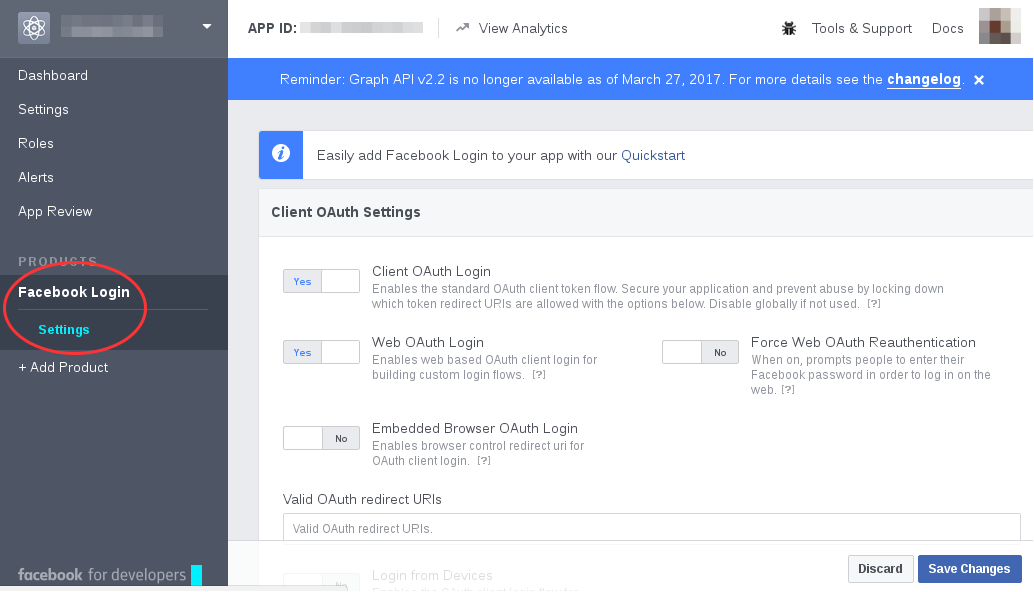 APP ID:
View Analytics
Tools & Support
Docs
Dashboard
Settings
Roles
Alerts
App Review
PRODUCTS
Facebook Login
Settings
+ Add Product
facebook for developers
Reminder: Graph API v2.2 is no longer available as of March 27, 2017. For more details see the changelog.
Easily add Facebook Login to your app with our Quickstart
Client OAuth Settings
Yes
Client OAuth Login
Enables the standard OAuth client token flow. Secure your application and prevent abuse by locking down
which token redirect URIs are allowed with the options below. Disable globally if not used. [?]
Yes
Web OAuth Login
Enables web based OAuth client login for
building custom login flows. [?]
No
Force Web OAuth Reauthentication
When on, prompts people to enter their
Facebook password in order to log in on the
web. [?]
No
Embedded Browser OAuth Login
Enables browser control redirect uri for
OAuth client login. [?]
Valid OAuth redirect URIs
Valid OAuth redirect URIs.
No
Login from Devices
Discard
Save Changes